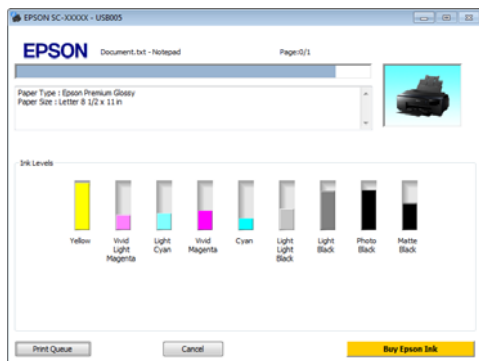 EPSON SC-XXXXX - USB005
EPSON
Document.txt - Notepad
Page:0/1
Paper Type : Epson Premium Glossy
Paper Size : Letter 8 1/2 x 11 in
Ink Levels
Yellow
Vivid
Light
Magenta
Light
Cyan
Vivid
Magenta
Cyan
Light
Light
Black
Light
Black
Photo
Black
Matte
Black
Print Queue
Cancel
Buy Epson Ink